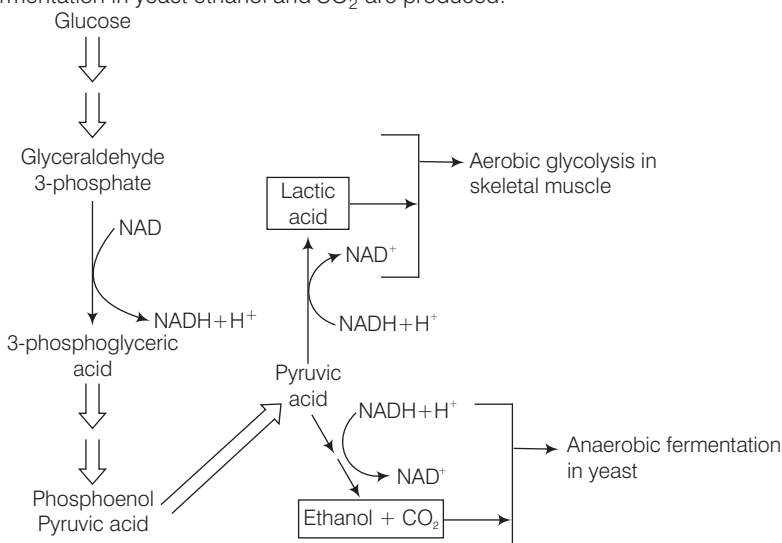 rmentation in yeast ethanol and CO₂ are produced.
Glucose
Glyceraldehyde
3-phosphate
NAD
NADH+H⁺
3-phosphoglyceric
acid
Phosphoenol
Pyruvic acid
Pyruvic
acid
Lactic
acid
NAD⁺
NADH+H⁺
Aerobic glycolysis in
skeletal muscle
NADH+H⁺
NAD⁺
Ethanol + CO₂
Anaerobic fermentation
in yeast